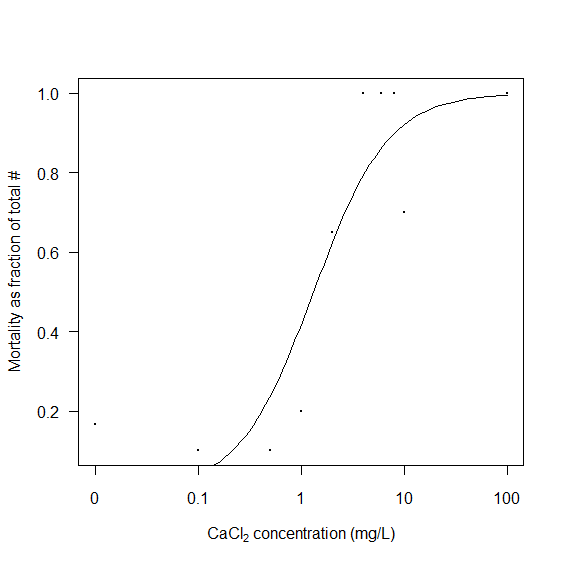 Mortality as fraction of total #
1.0
0.8
0.6
0.4
0.2
0 0.1 1 10 100
CaCl₂ concentration (mg/L)